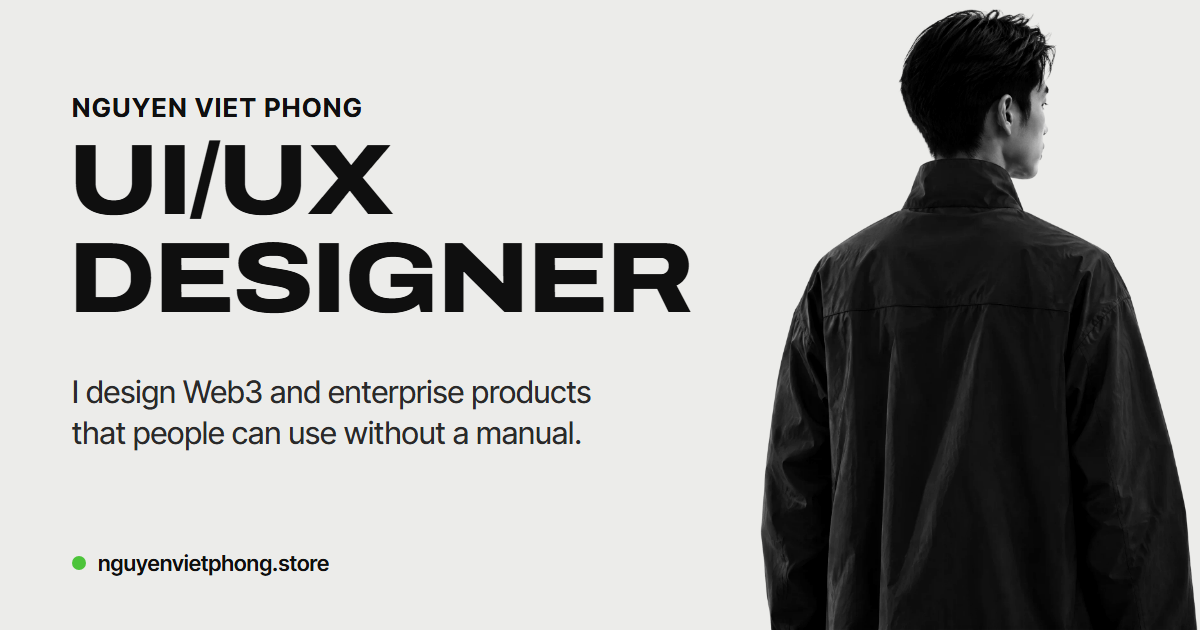 NGUYEN VIET PHONG
UI/UX
DESIGNER
I design Web3 and enterprise products
that people can use without a manual.
nguyenvietphong.store